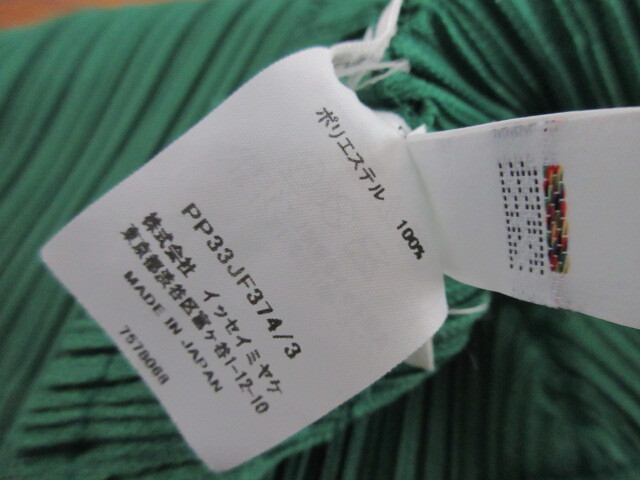 ポリエステル 100%
PP33JF374/3
株式会社 イッセイミヤケ
東京都渋谷区富ヶ谷1-12-10
MADE IN JAPAN
7578068